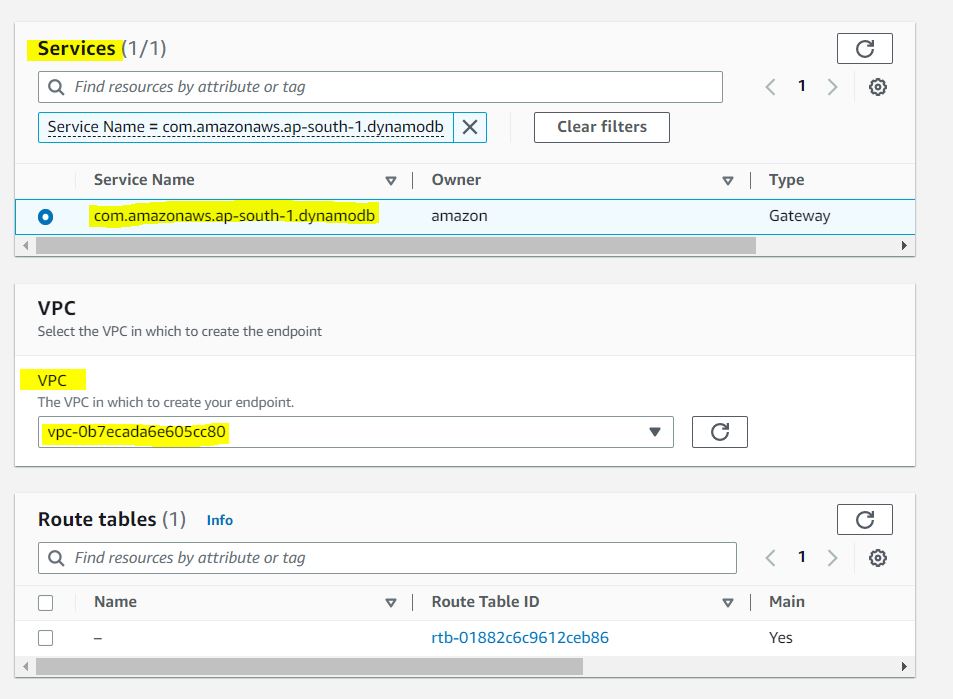 Services (1/1)
Find resources by attribute or tag
1
Service Name = com.amazonaws.ap-south-1.dynamodb
Clear filters
Service Name Owner Type
com.amazonaws.ap-south-1.dynamodb amazon Gateway
VPC
Select the VPC in which to create the endpoint
VPC
The VPC in which to create your endpoint.
vpc-0b7ecada6e605cc80
Route tables (1) Info
Find resources by attribute or tag
1
Name Route Table ID Main
– rtb-01882c6c9612ceb86 Yes